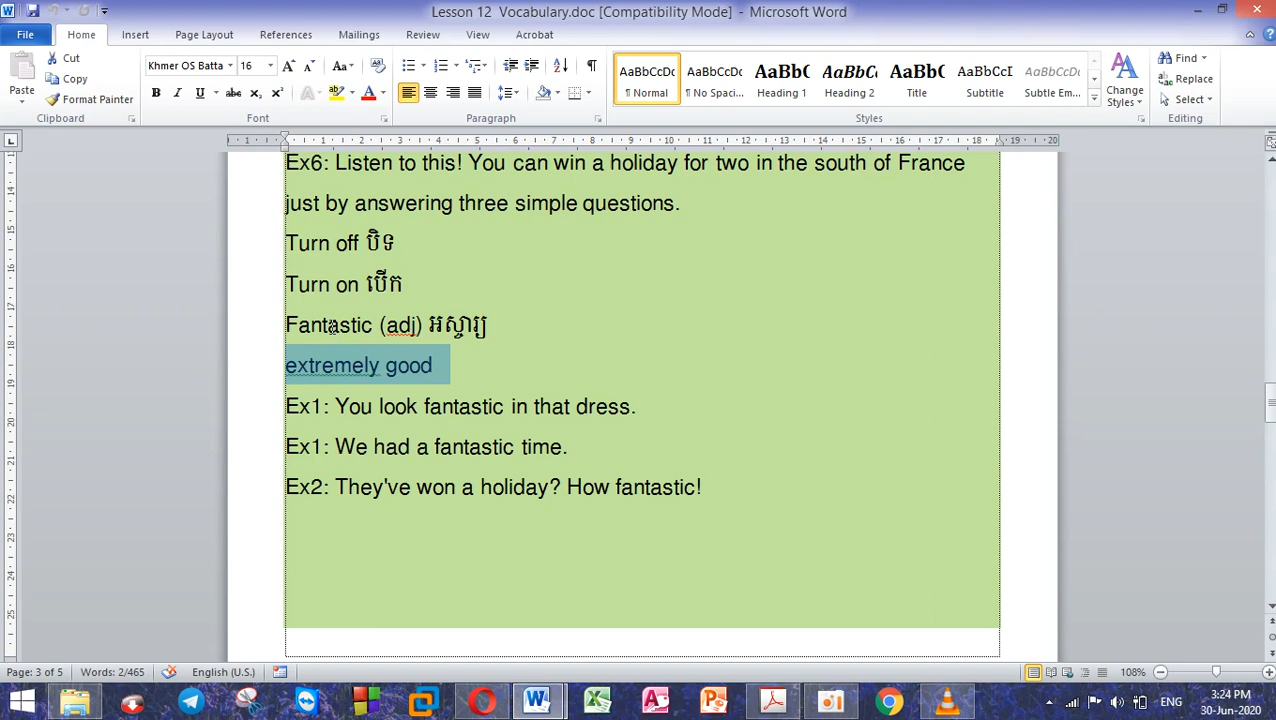 Lesson 12 Vocabulary.doc [Compatibility Mode] - Microsoft Word
File Home Insert Page Layout References Mailings Review View Acrobat
Paste Cut Copy Format Painter
Khmer OS Batta 16
AaBbCcDc AaBbCcDc AaBbC AaBbCc AaBbC AaBbCcD AaBbCcDc
¶ Normal ¶ No Spaci... Heading 1 Heading 2 Title Subtitle Subtle Em...
Change Styles
Find Replace Select
Clipboard Font Paragraph Styles Editing
Ex6: Listen to this! You can win a holiday for two in the south of France
just by answering three simple questions.
Turn off បិទ
Turn on បើក
Fantastic (adj) អស្ចារ្យ
extremely good
Ex1: You look fantastic in that dress.
Ex1: We had a fantastic time.
Ex2: They've won a holiday? How fantastic!
Page: 3 of 5 Words: 2/465 English (U.S.) 108%
ENG 3:24 PM
30-Jun-2020